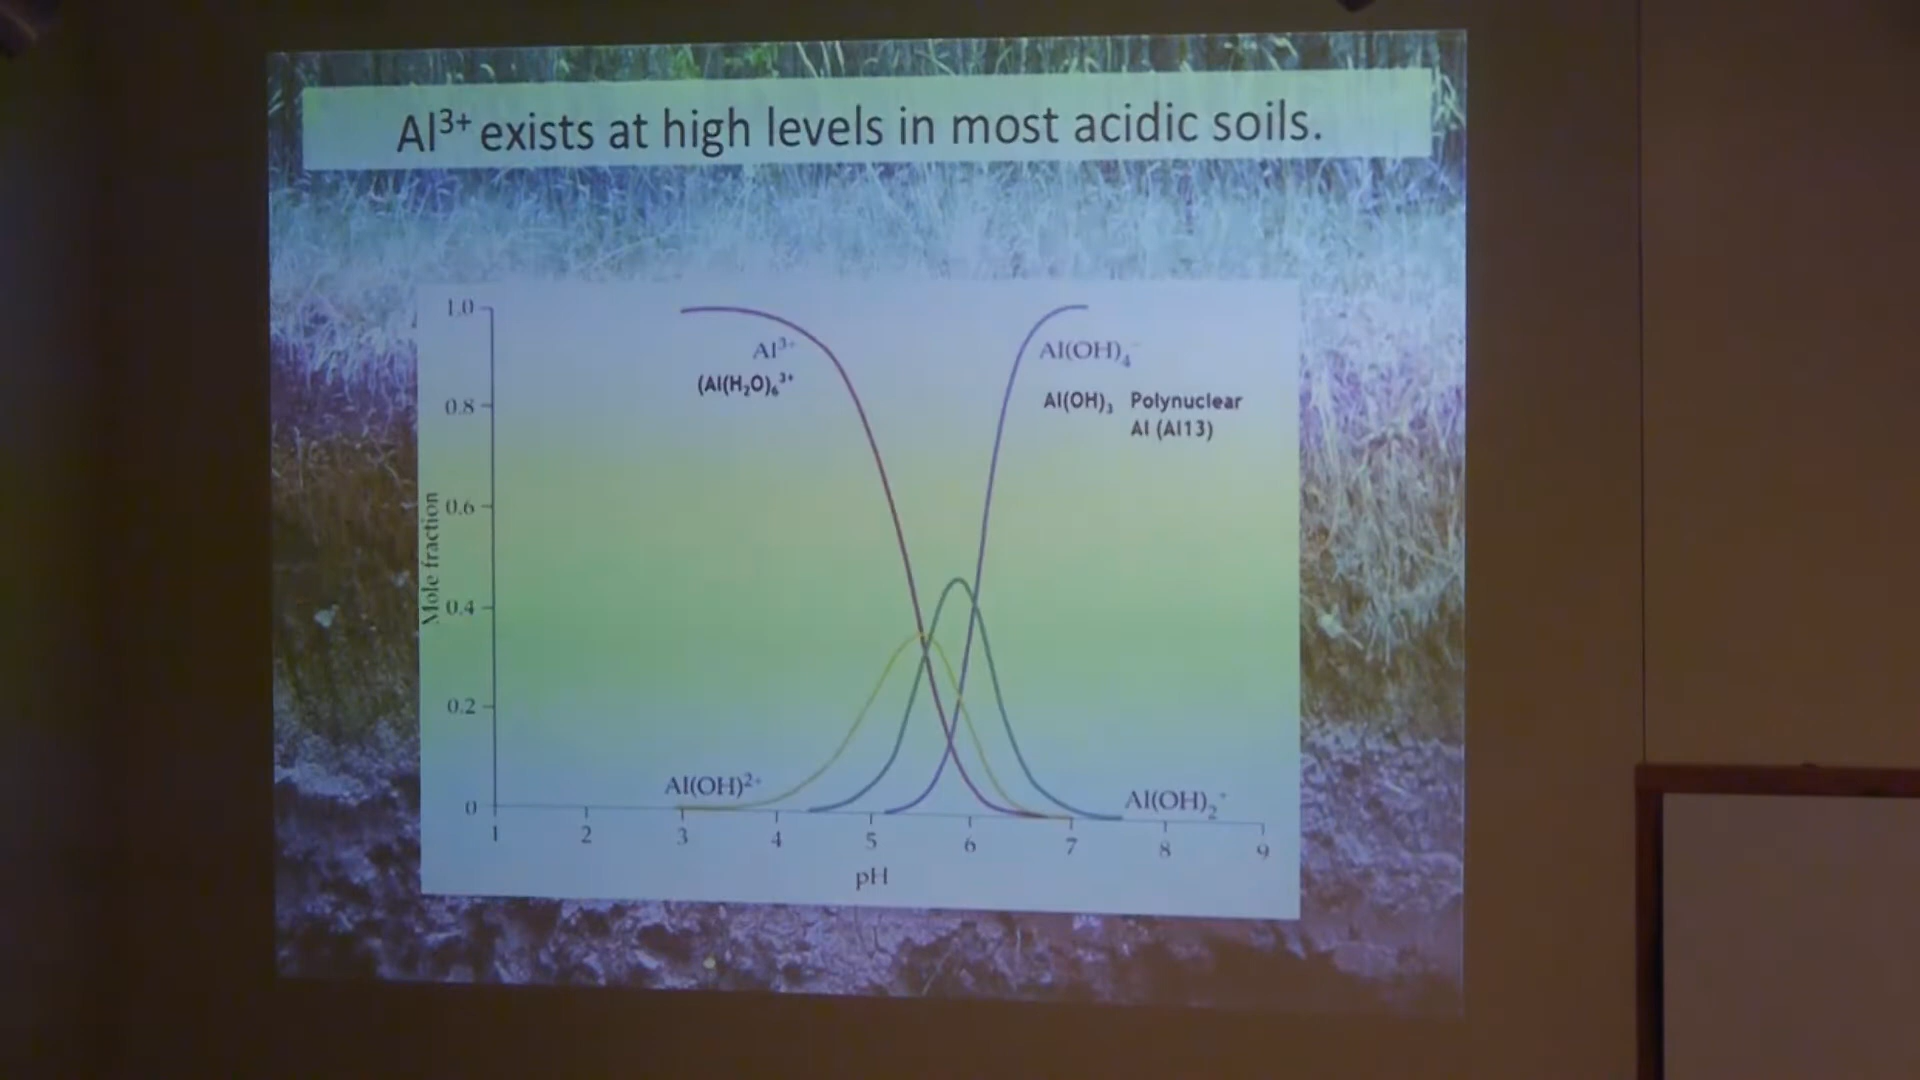 Al³⁺ exists at high levels in most acidic soils.
1.0
Al³⁺
(Al(H₂O)₆³⁺
Al(OH)₄⁻
0.8
Al(OH)₃ Polynuclear
Al (Al13)
Mole fraction
0.6
0.4
0.2
Al(OH)²⁺
Al(OH)₂⁺
0
1 2 3 4 5 6 7 8 9
pH